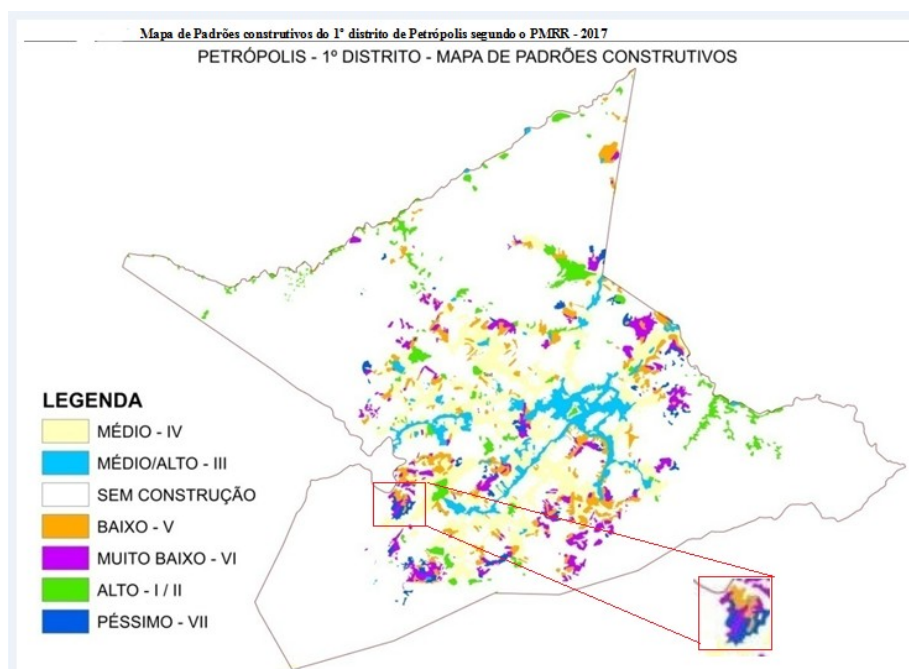 Mapa de Padrões construtivos do 1º distrito de Petrópolis segundo o PMRR - 2017
PETRÓPOLIS - 1º DISTRITO - MAPA DE PADRÕES CONSTRUTIVOS
LEGENDA
MÉDIO - IV
MÉDIO/ALTO - III
SEM CONSTRUÇÃO
BAIXO - V
MUITO BAIXO - VI
ALTO - I / II
PÉSSIMO - VII